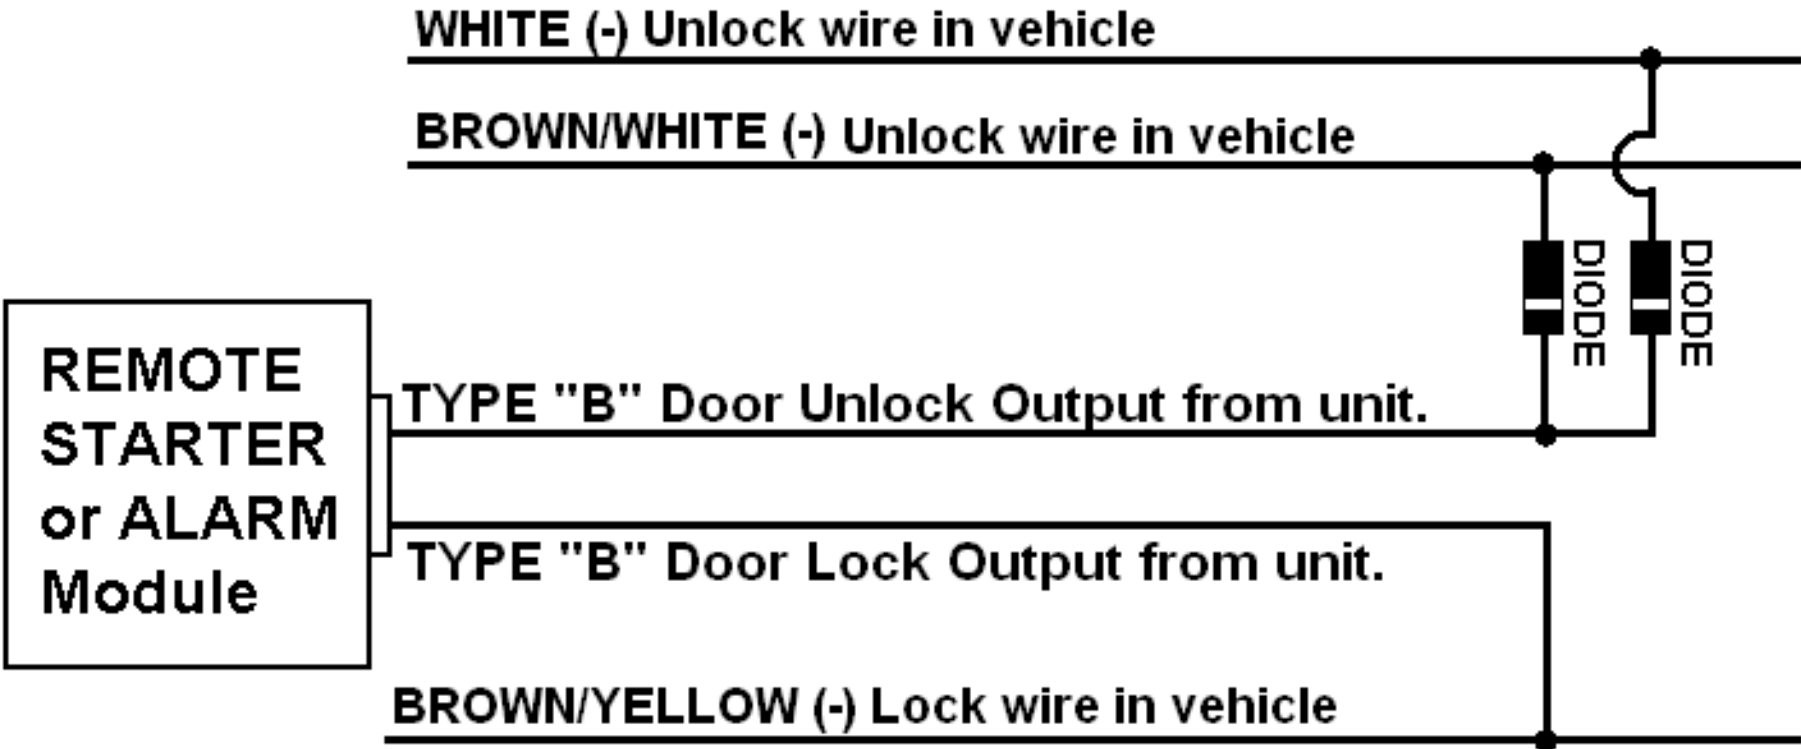 WHITE (-) Unlock wire in vehicle
BROWN/WHITE (-) Unlock wire in vehicle
DIODE
DIODE
REMOTE
STARTER
or ALARM
Module
TYPE "B" Door Unlock Output from unit.
TYPE "B" Door Lock Output from unit.
BROWN/YELLOW (-) Lock wire in vehicle